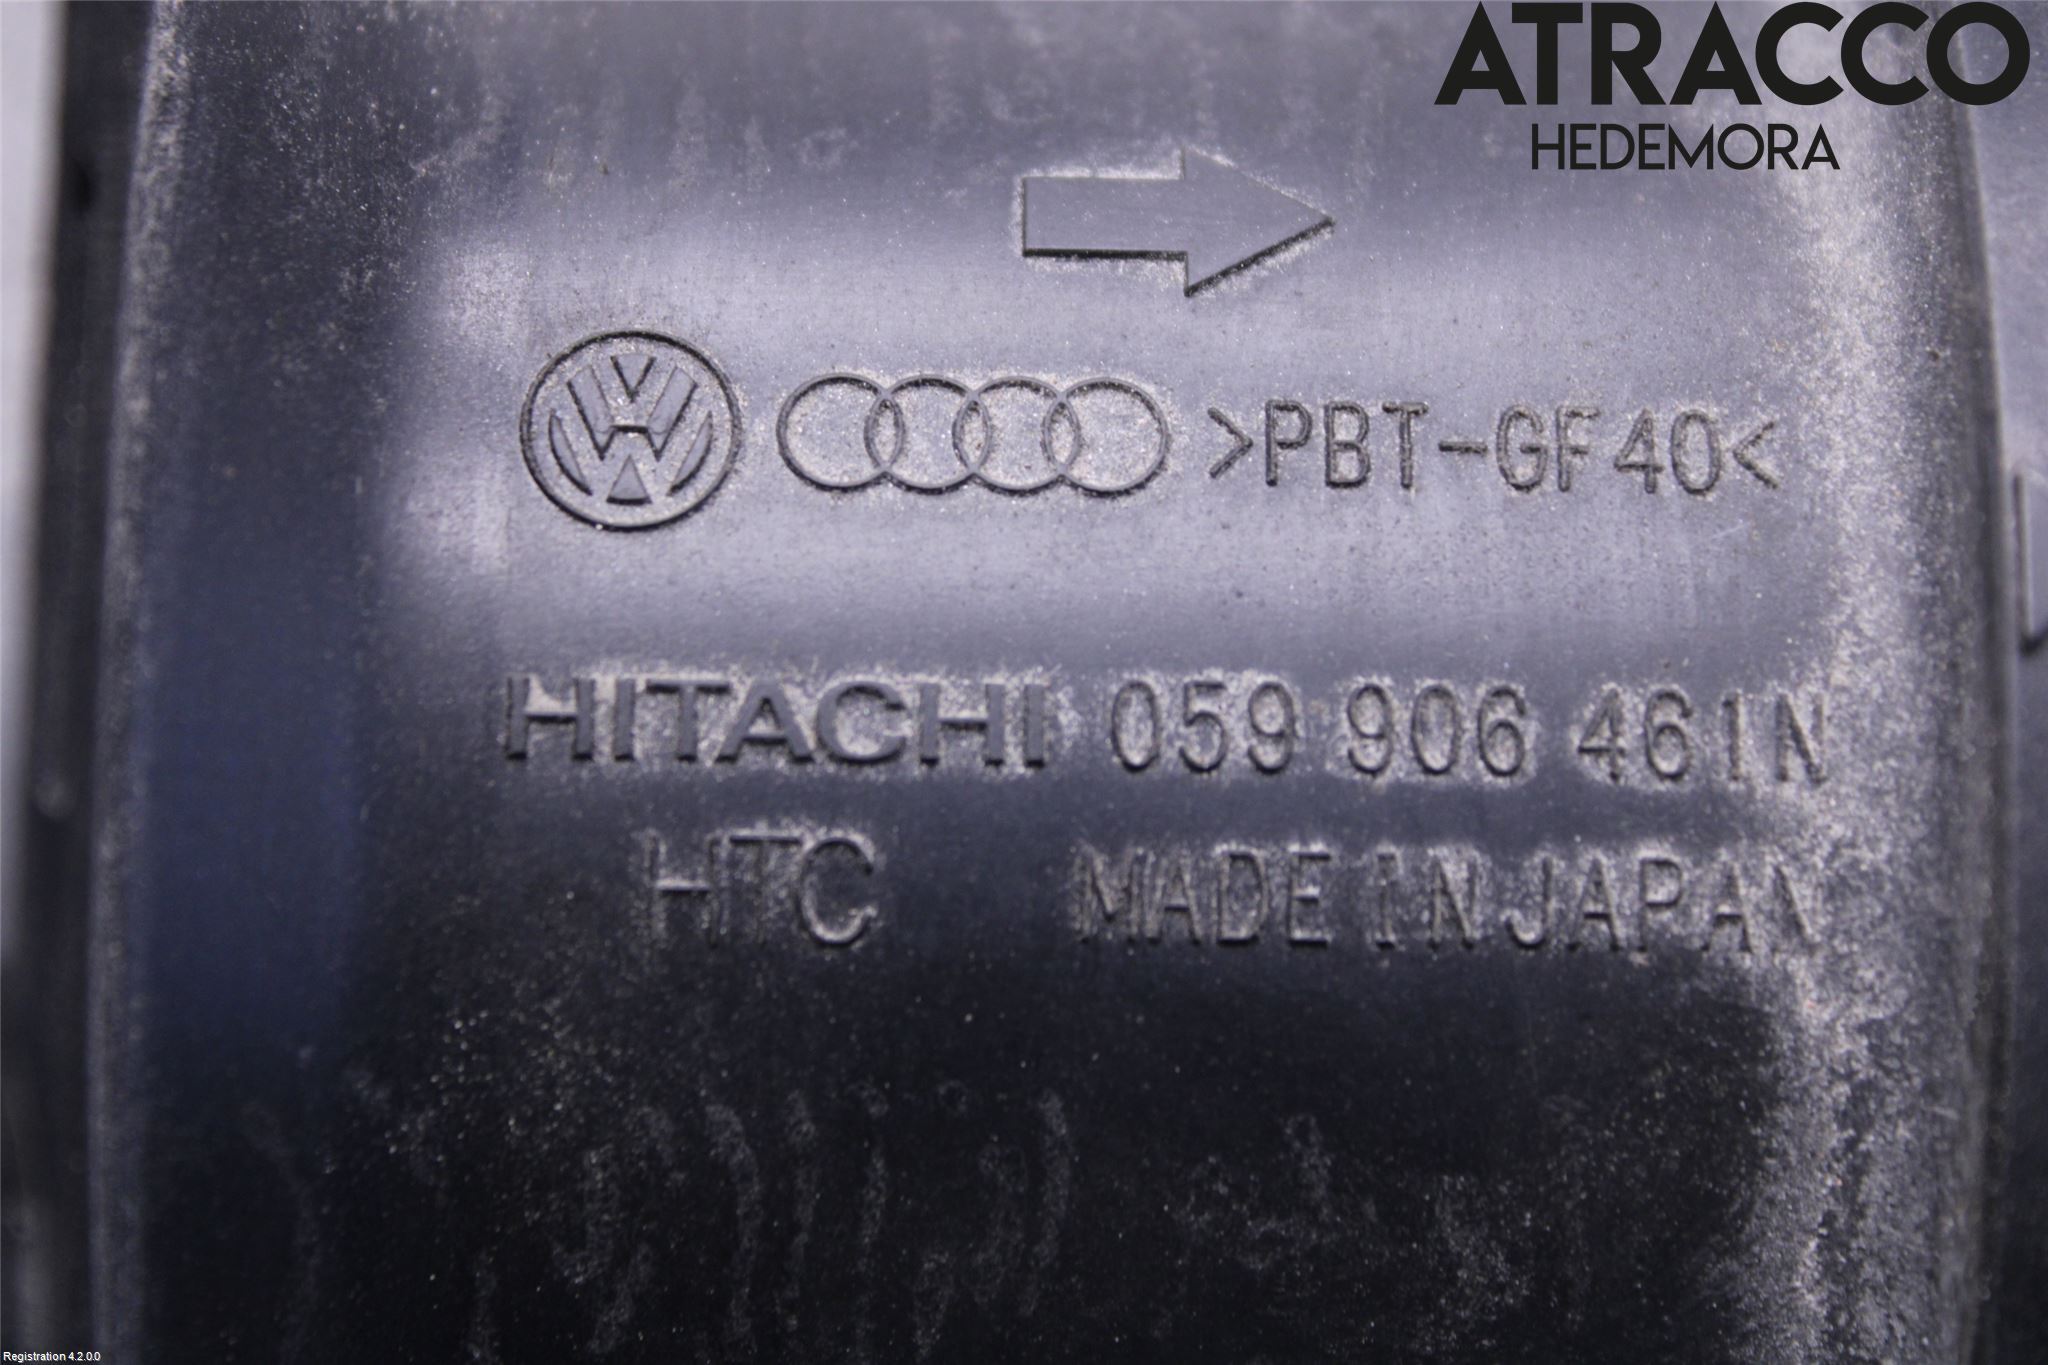 ATRACCO
HEDEMORA
>PBT-GF40<
HITACHI 059 906 461N
HTC MADE IN JAPAN
Registration 4.2.0.0